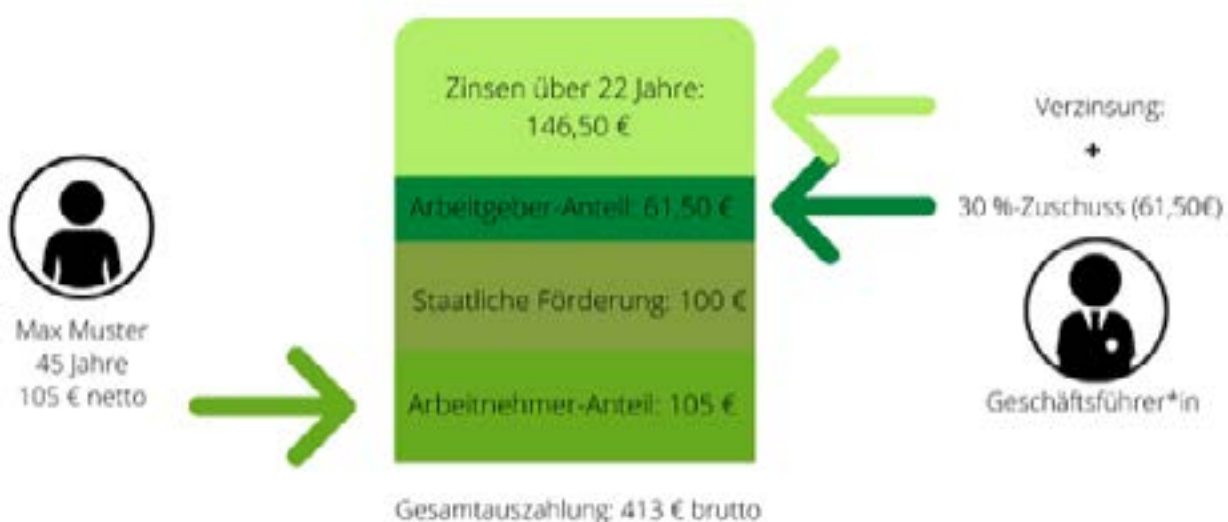 Zinsen über 22 Jahre:
146,50 €
Arbeitgeber-Anteil: 61,50 €
Staatliche Förderung: 100 €
Arbeitnehmer-Anteil: 105 €
Gesamtauszahlung: 413 € brutto
Max Muster
45 Jahre
105 € netto
Verzinsung:
+
30 %-Zuschuss (61,50€)
Geschäftsführer*in